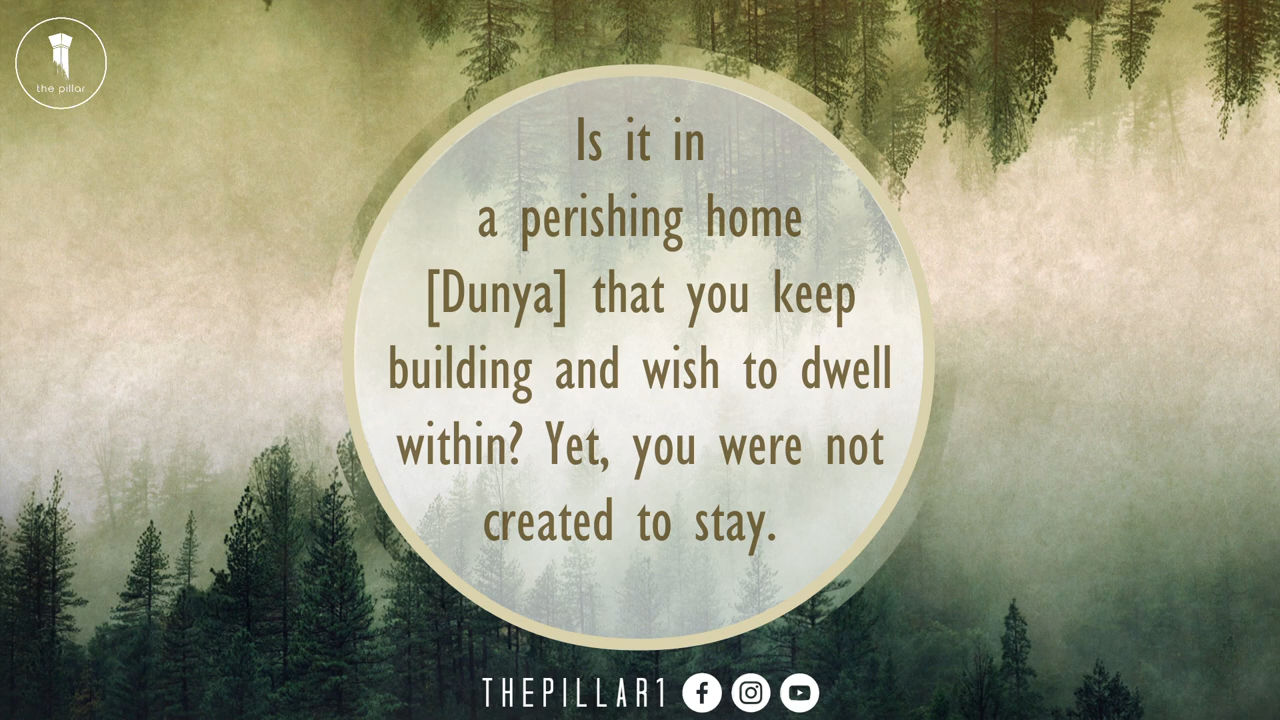 the pillar
Is it in
a perishing home
[Dunya] that you keep
building and wish to dwell
within? Yet, you were not
created to stay.
THEPILLAR1